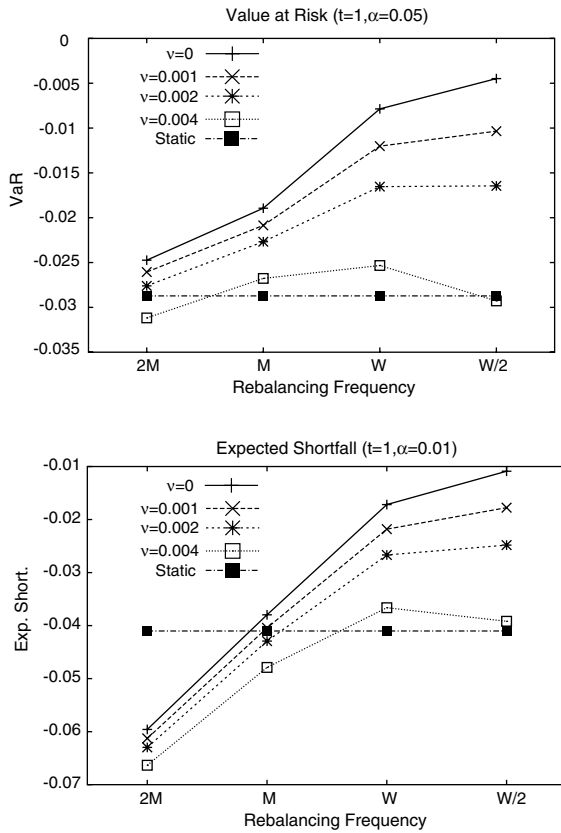 Value at Risk (t=1,α=0.05)
0
-0.005
-0.01
-0.015
-0.02
-0.025
-0.03
-0.035
VaR
ν=0
ν=0.001
ν=0.002
ν=0.004
Static
2M M W W/2
Rebalancing Frequency
Expected Shortfall (t=1,α=0.01)
-0.01
-0.02
-0.03
-0.04
-0.05
-0.06
-0.07
Exp. Short.
ν=0
ν=0.001
ν=0.002
ν=0.004
Static
2M M W W/2
Rebalancing Frequency